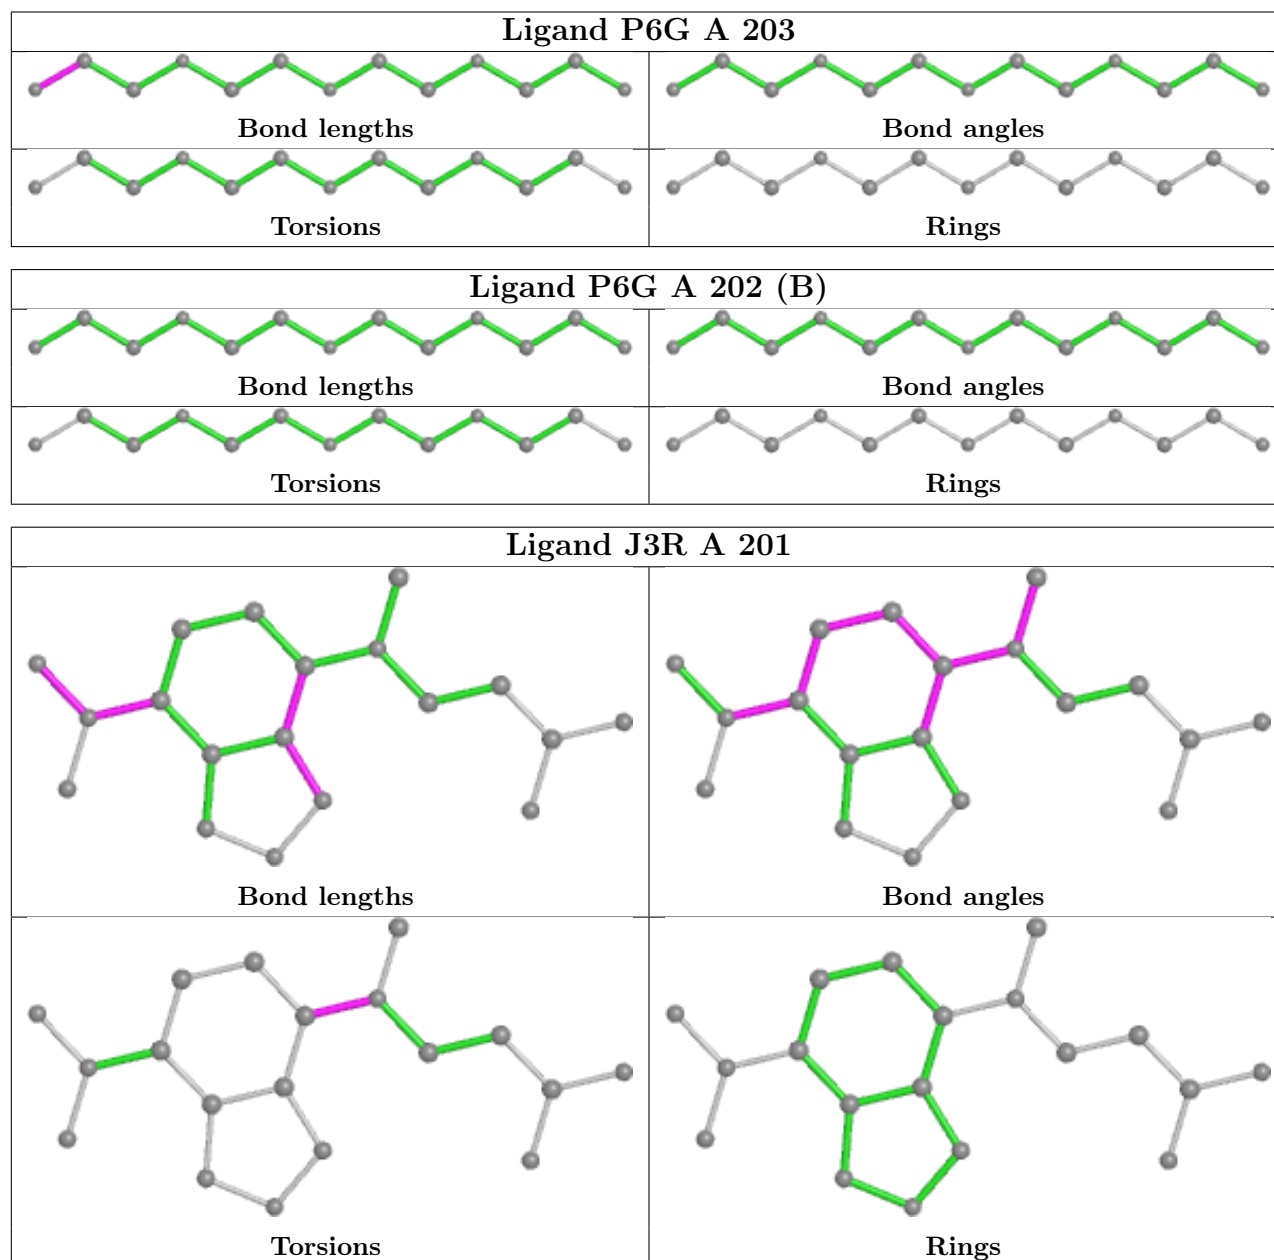 Ligand P6G A 203
Bond lengths
Bond angles
Torsions
Rings
Ligand P6G A 202 (B)
Bond lengths
Bond angles
Torsions
Rings
Ligand J3R A 201
Bond lengths
Bond angles
Torsions
Rings